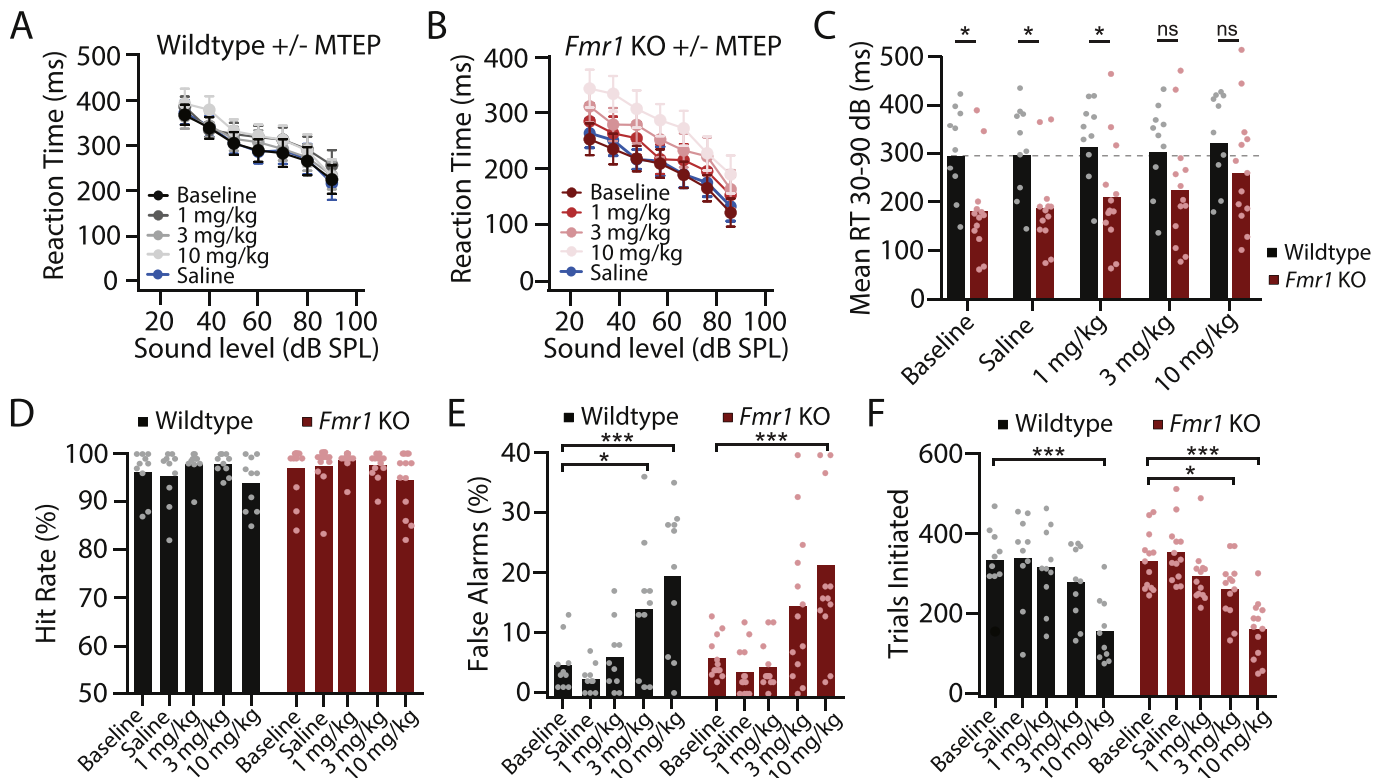 A
Wildtype +/- MTEP
Reaction Time (ms)
500
400
300
200
100
0
Baseline
1 mg/kg
3 mg/kg
10 mg/kg
Saline
20 40 60 80 100
Sound level (dB SPL)
B
Fmr1 KO +/- MTEP
Reaction Time (ms)
400
300
200
100
0
Baseline
1 mg/kg
3 mg/kg
10 mg/kg
Saline
20 40 60 80 100
Sound level (dB SPL)
C
* * * ns ns
Mean RT 30-90 dB (ms)
500
400
300
200
100
0
Wildtype
Fmr1 KO
Baseline
Saline
1 mg/kg
3 mg/kg
10 mg/kg
D
Wildtype Fmr1 KO
Hit Rate (%)
100
90
80
70
60
50
Baseline
Saline
1 mg/kg
3 mg/kg
10 mg/kg
Baseline
Saline
1 mg/kg
3 mg/kg
10 mg/kg
E
Wildtype Fmr1 KO
*** ***
*
False Alarms (%)
40
30
20
10
0
Baseline
Saline
1 mg/kg
3 mg/kg
10 mg/kg
Baseline
Saline
1 mg/kg
3 mg/kg
10 mg/kg
F
Wildtype Fmr1 KO
*** ***
*
Trials Initiated
600
400
200
0
Baseline
Saline
1 mg/kg
3 mg/kg
10 mg/kg
Baseline
Saline
1 mg/kg
3 mg/kg
10 mg/kg